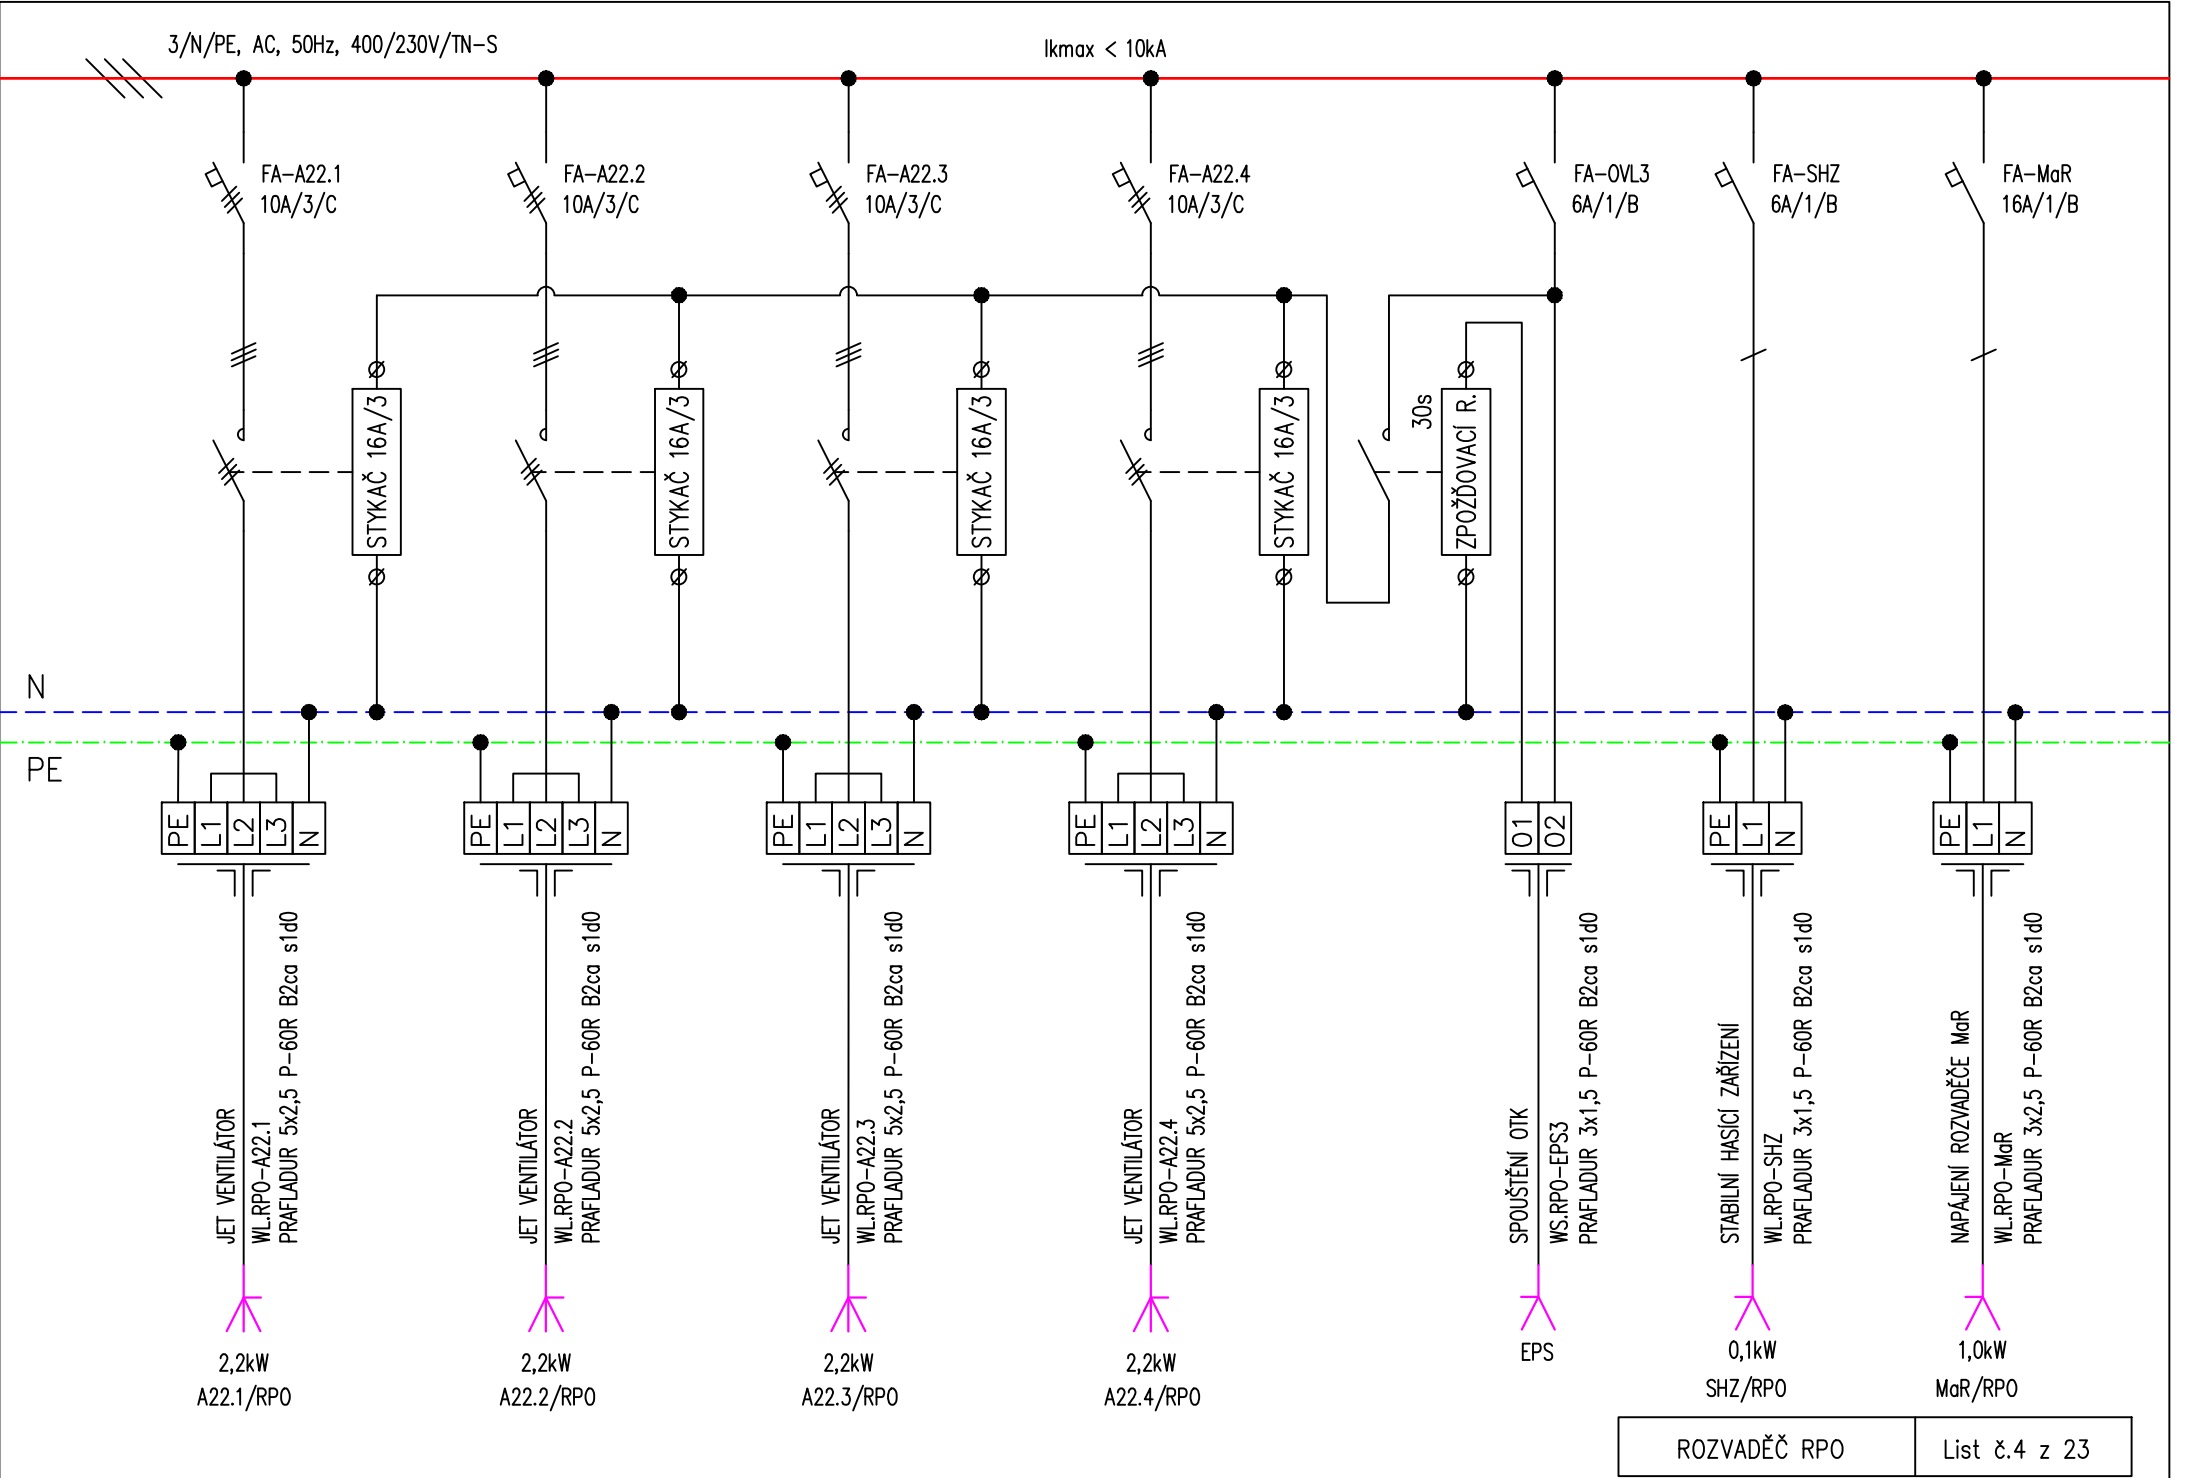 3/N/PE, AC, 50Hz, 400/230V/TN-S
Ikmax < 10kA
FA-A22.1
10A/3/C
FA-A22.2
10A/3/C
FA-A22.3
10A/3/C
FA-A22.4
10A/3/C
FA-OVL3
6A/1/B
FA-SHZ
6A/1/B
FA-MaR
16A/1/B
STYKAČ 16A/3
STYKAČ 16A/3
STYKAČ 16A/3
STYKAČ 16A/3
30s
ZPOŽĎOVACÍ R.
N
PE
PE
L1
L2
L3
N
PE
L1
L2
L3
N
PE
L1
L2
L3
N
PE
L1
L2
L3
N
O1
O2
PE
L1
N
PE
L1
N
JET VENTILÁTOR
WL.RPO-A22.1
PRAFLADUR 5x2,5 P-60R B2ca s1d0
JET VENTILÁTOR
WL.RPO-A22.2
PRAFLADUR 5x2,5 P-60R B2ca s1d0
JET VENTILÁTOR
WL.RPO-A22.3
PRAFLADUR 5x2,5 P-60R B2ca s1d0
JET VENTILÁTOR
WL.RPO-A22.4
PRAFLADUR 5x2,5 P-60R B2ca s1d0
SPOUŠTĚNÍ OTK
WS.RPO-EPS3
PRAFLADUR 3x1,5 P-60R B2ca s1d0
STABILNÍ HASÍCÍ ZAŘÍZENÍ
WL.RPO-SHZ
PRAFLADUR 3x1,5 P-60R B2ca s1d0
NAPÁJENÍ ROZVADĚČE MaR
WL.RPO-MaR
PRAFLADUR 3x2,5 P-60R B2ca s1d0
2,2kW
A22.1/RPO
2,2kW
A22.2/RPO
2,2kW
A22.3/RPO
2,2kW
A22.4/RPO
EPS
0,1kW
SHZ/RPO
1,0kW
MaR/RPO
ROZVADĚČ RPO
List č.4 z 23